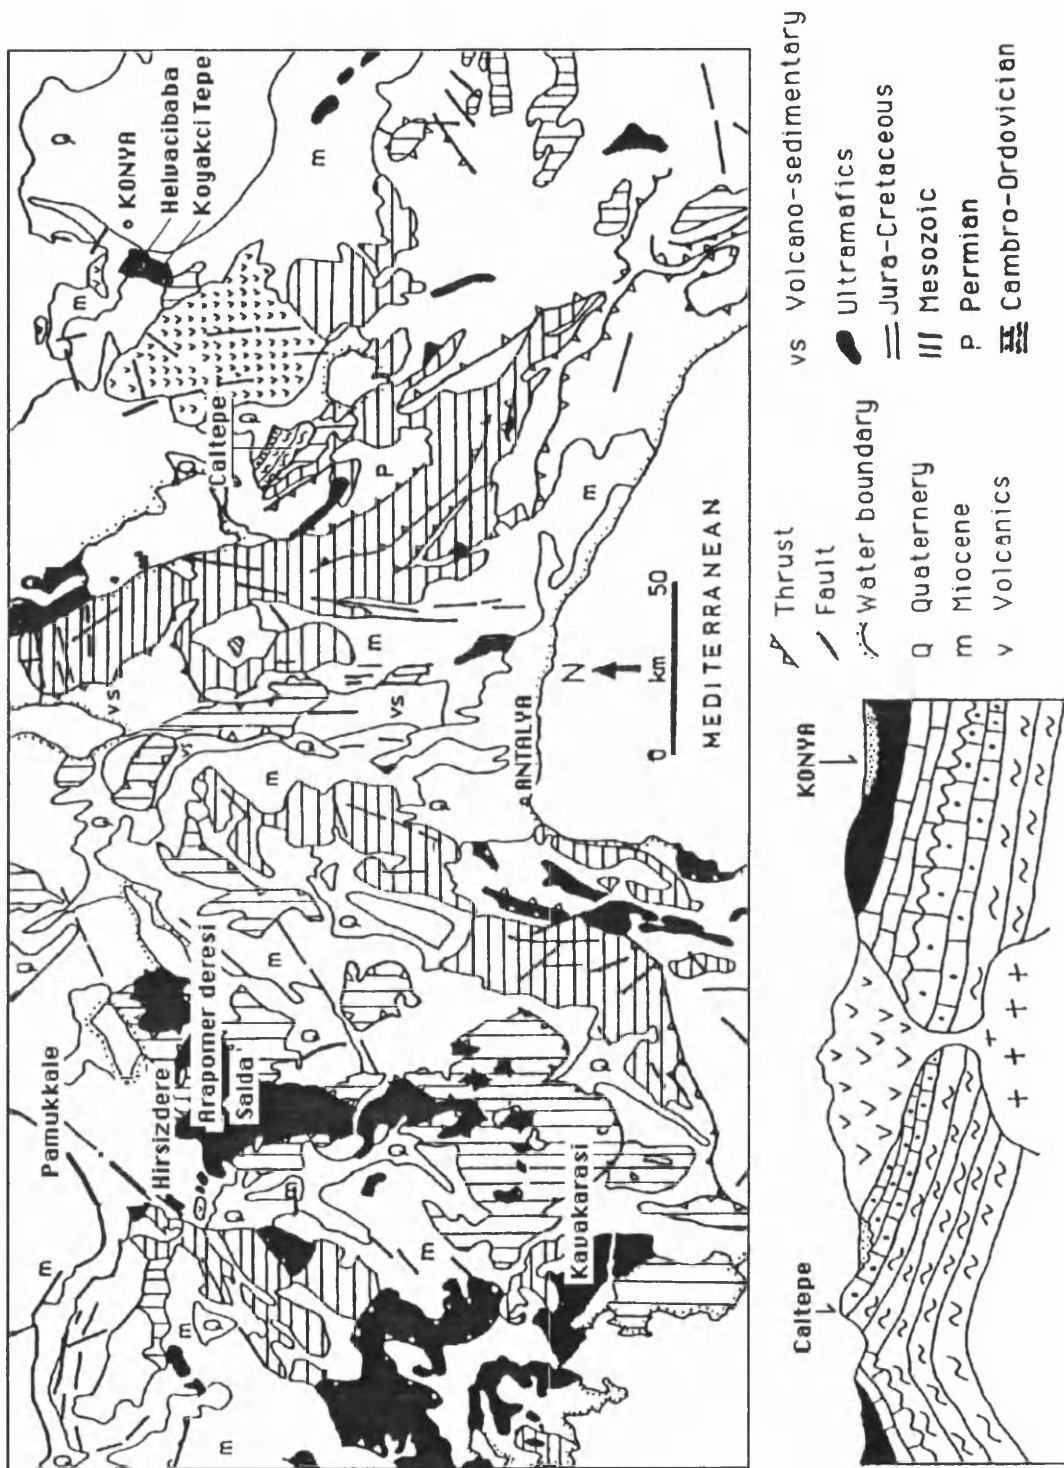 Q
KONYA
Helvacibaba
Koyakci Tepe
m
m
Caltepe
Q
Q
P
Q
vs
vs
vs
m
m
m
Q
Q
ANTALYA
N
0 km 50
MEDITERRANEAN
Pamukkale
Hirsizdere
Arapomer deresi
Salda
Kavakarasi
m
Q
m
Q
Q
m
Q
m
m
Q
Q
m
Thrust
Fault
Water boundary
Q Quaternery
m Miocene
v Volcanics
vs Volcano-sedimentary
Ultramafics
Jura-Cretaceous
Mesozoic
P Permian
Cambro-Ordovician
Caltepe
KONYA